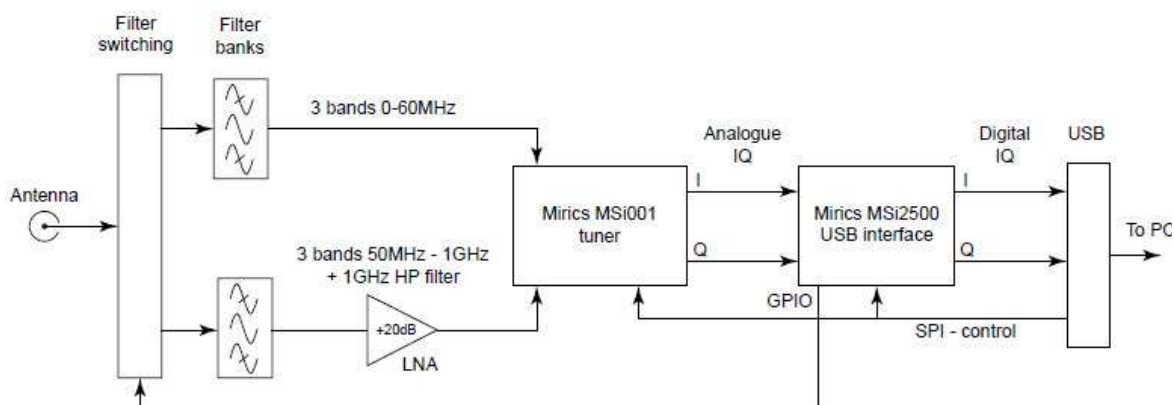 Filter
switching
Filter
banks
3 bands 0-60MHz
Analogue
IQ
Digital
IQ
USB
Antenna
Mirics MSi001
tuner
I
Q
Mirics MSi2500
USB interface
I
Q
To PC
3 bands 50MHz - 1GHz
+ 1GHz HP filter
+20dB
LNA
GPIO
SPI - control